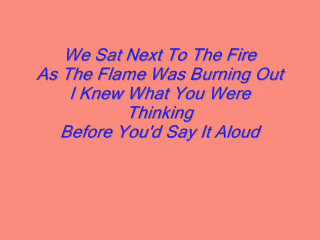 We Sat Next To The Fire
As The Flame Was Burning Out
I Knew What You Were
Thinking
Before You'd Say It Aloud